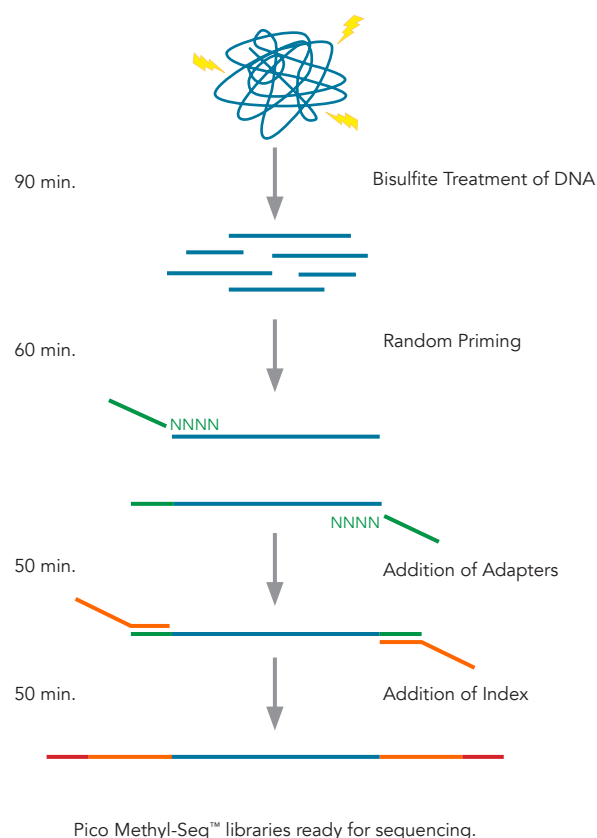 90 min.
Bisulfite Treatment of DNA
60 min.
Random Priming
NNNN
NNNN
50 min.
Addition of Adapters
50 min.
Addition of Index
Pico Methyl-Seq™ libraries ready for sequencing.